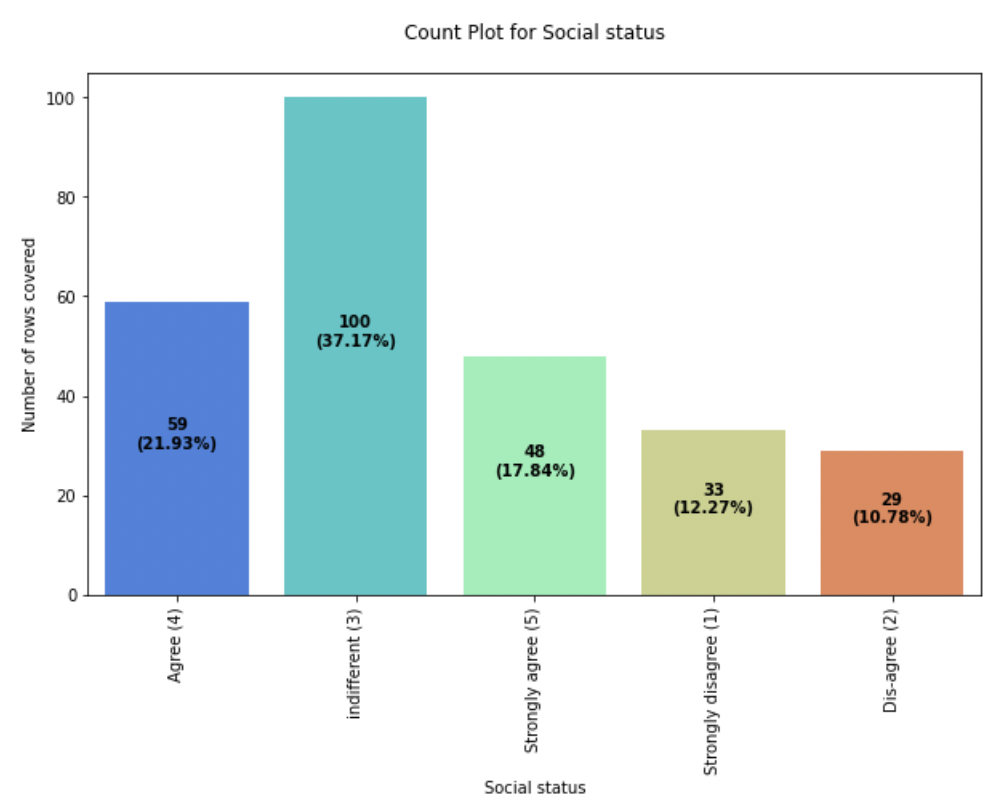 Count Plot for Social status
Number of rows covered
100
80
60
40
20
0
59
(21.93%)
100
(37.17%)
48
(17.84%)
33
(12.27%)
29
(10.78%)
Agree (4)
indifferent (3)
Strongly agree (5)
Strongly disagree (1)
Dis-agree (2)
Social status